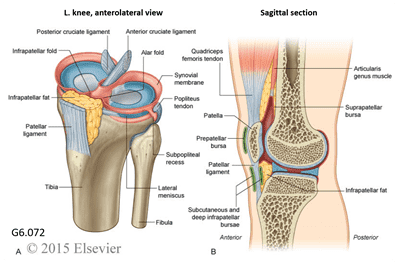 L. knee, anterolateral view
Posterior cruciate ligament
Anterior cruciate ligament
Infrapatellar fold
Alar fold
Synovial
membrane
Infrapatellar fat
Popliteus
tendon
Patellar
ligament
Subpopliteal
recess
Lateral
meniscus
Tibia
Fibula
G6.072
A © 2015 Elsevier
Sagittal section
Quadriceps
femoris tendon
Articularis
genus muscle
Patella
Suprapatellar
bursa
Prepatellar
bursa
Patellar
ligament
Infrapatellar fat
Subcutaneous and
deep infrapatellar
bursae
Anterior
Posterior
B